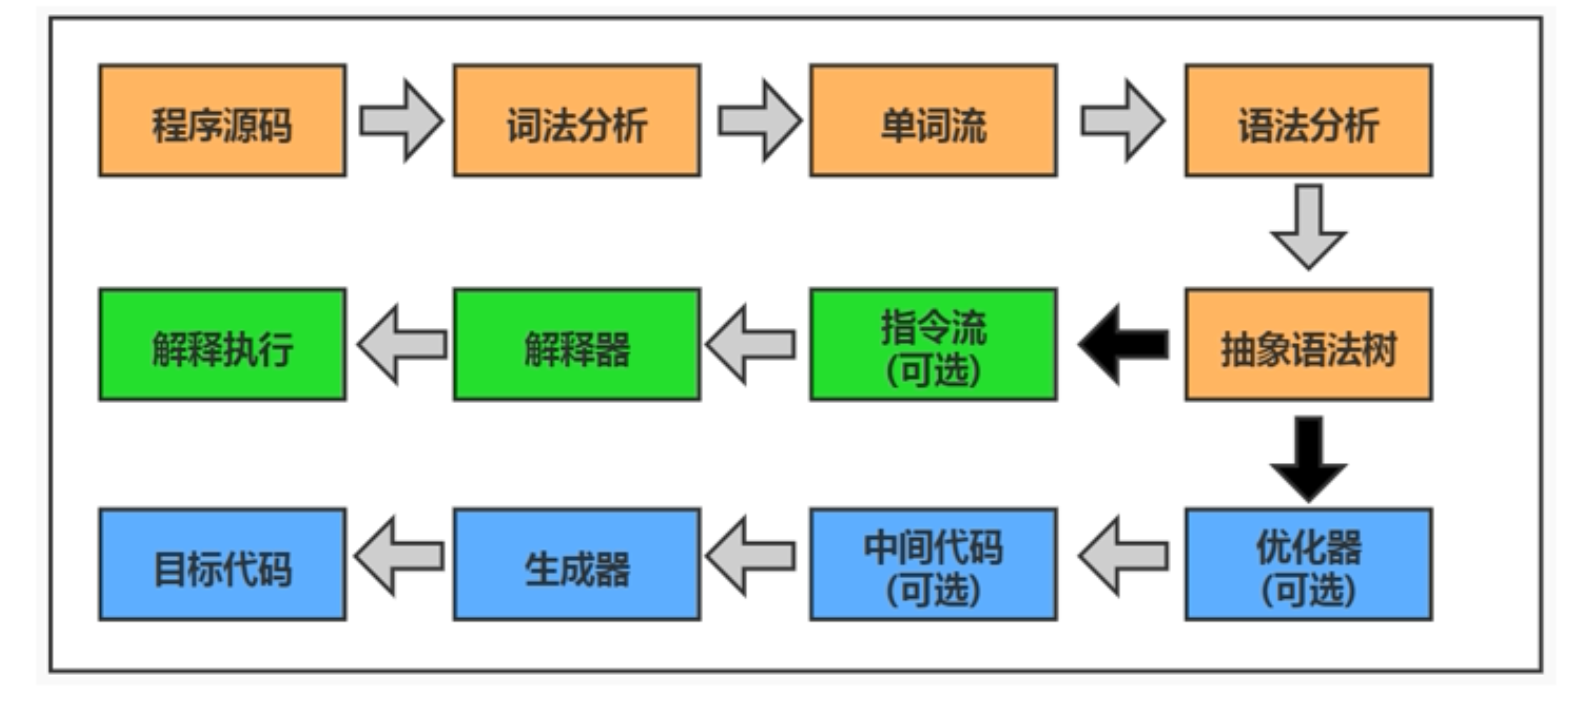 程序源码
词法分析
单词流
语法分析
解释执行
解释器
指令流
(可选)
抽象语法树
目标代码
生成器
中间代码
(可选)
优化器
(可选)